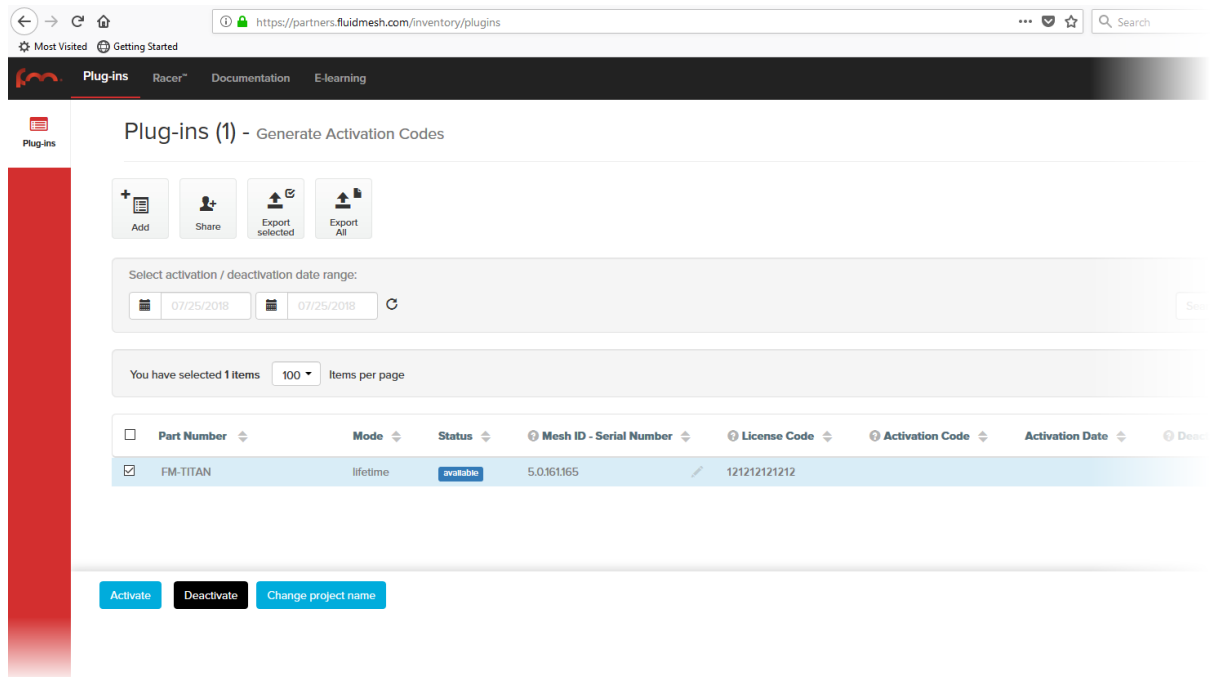 https://partners.fluidmesh.com/inventory/plugins
Search
Most Visited Getting Started
fm. Plug-ins Racer™ Documentation E-learning
Plug-ins
Plug-ins (1) - Generate Activation Codes
Add Share Export selected Export All
Select activation / deactivation date range:
07/25/2018 07/25/2018
You have selected 1 items 100 Items per page
Part Number Mode Status Mesh ID - Serial Number License Code Activation Code Activation Date
FM-TITAN lifetime available 5.0.161.165 121212121212
Activate Deactivate Change project name